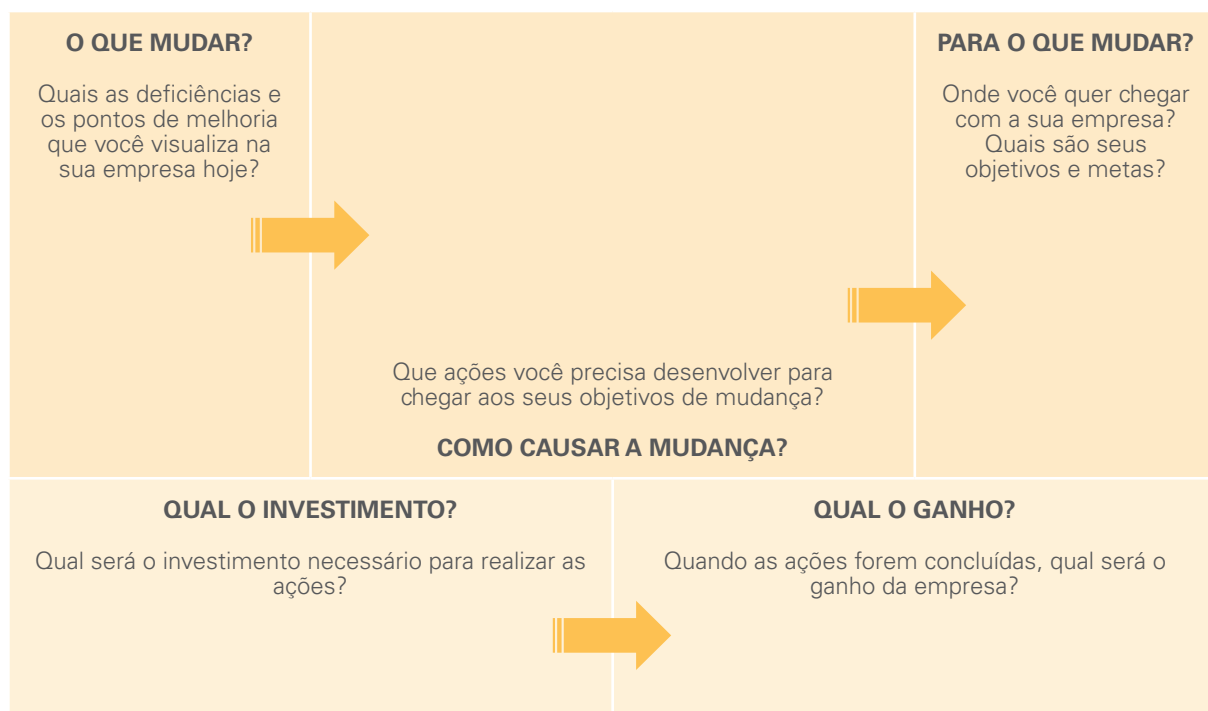 O QUE MUDAR?
Quais as deficiências e
os pontos de melhoria
que você visualiza na
sua empresa hoje?
Que ações você precisa desenvolver para
chegar aos seus objetivos de mudança?
COMO CAUSAR A MUDANÇA?
PARA O QUE MUDAR?
Onde você quer chegar
com a sua empresa?
Quais são seus
objetivos e metas?
QUAL O INVESTIMENTO?
Qual será o investimento necessário para realizar as
ações?
QUAL O GANHO?
Quando as ações forem concluídas, qual será o
ganho da empresa?